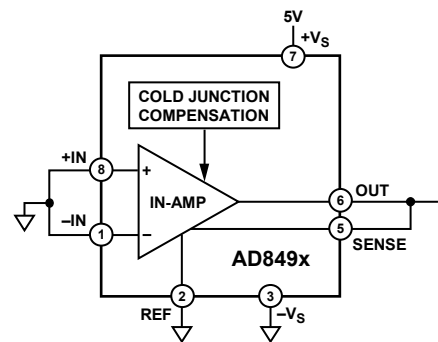 5V
+VS
7
COLD JUNCTION
COMPENSATION
+IN
8
+
IN-AMP
6
OUT
–IN
1
–
5
SENSE
AD849x
2
3
REF
–VS